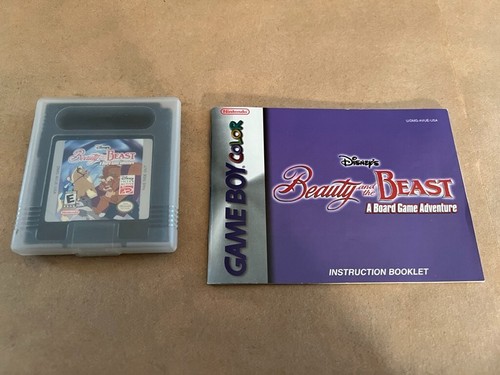 Disney's
Beauty and the BEAST
E
Nintendo
GAME BOY COLOR
Disney's
Beauty and the BEAST
A Board Game Adventure
INSTRUCTION BOOKLET